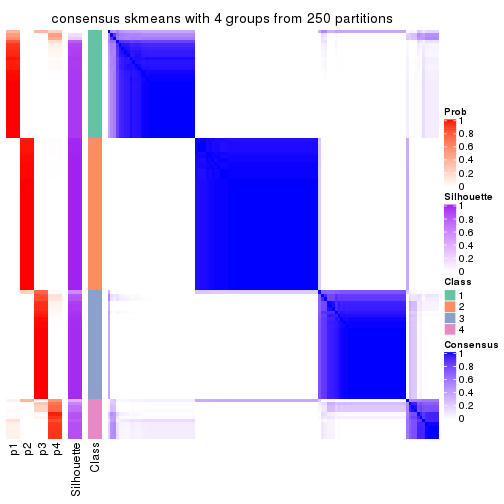 consensus skmeans with 4 groups from 250 partitions
Prob
1
0.8
0.6
0.4
0.2
0
Silhouette
1
0.8
0.6
0.4
0.2
0
Class
1
2
3
4
Consensus
1
0.8
0.6
0.4
0.2
0
p1
p2
p3
p4
Silhouette
Class